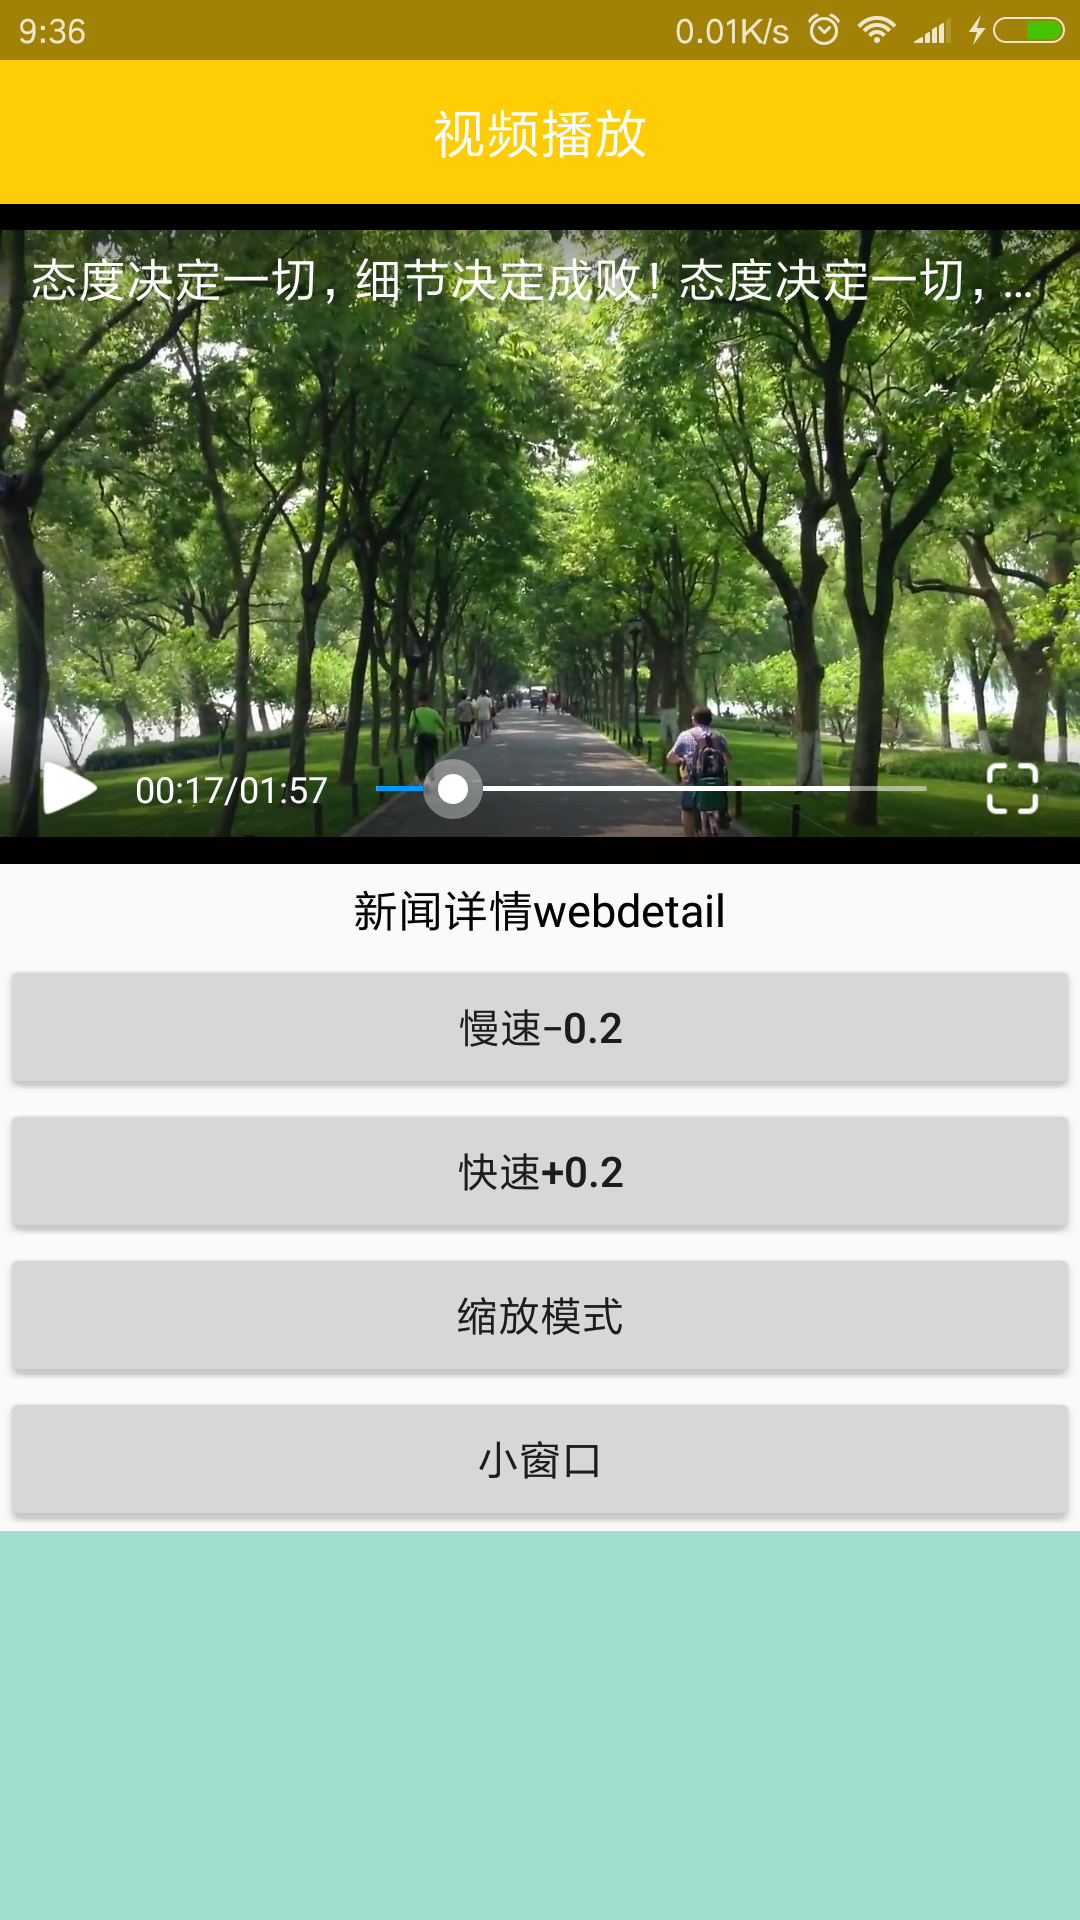 9:36 0.01K/s
视频播放
态度决定一切，细节决定成败！态度决定一切，...
00:17/01:57
新闻详情webdetail
慢速-0.2
快速+0.2
缩放模式
小窗口